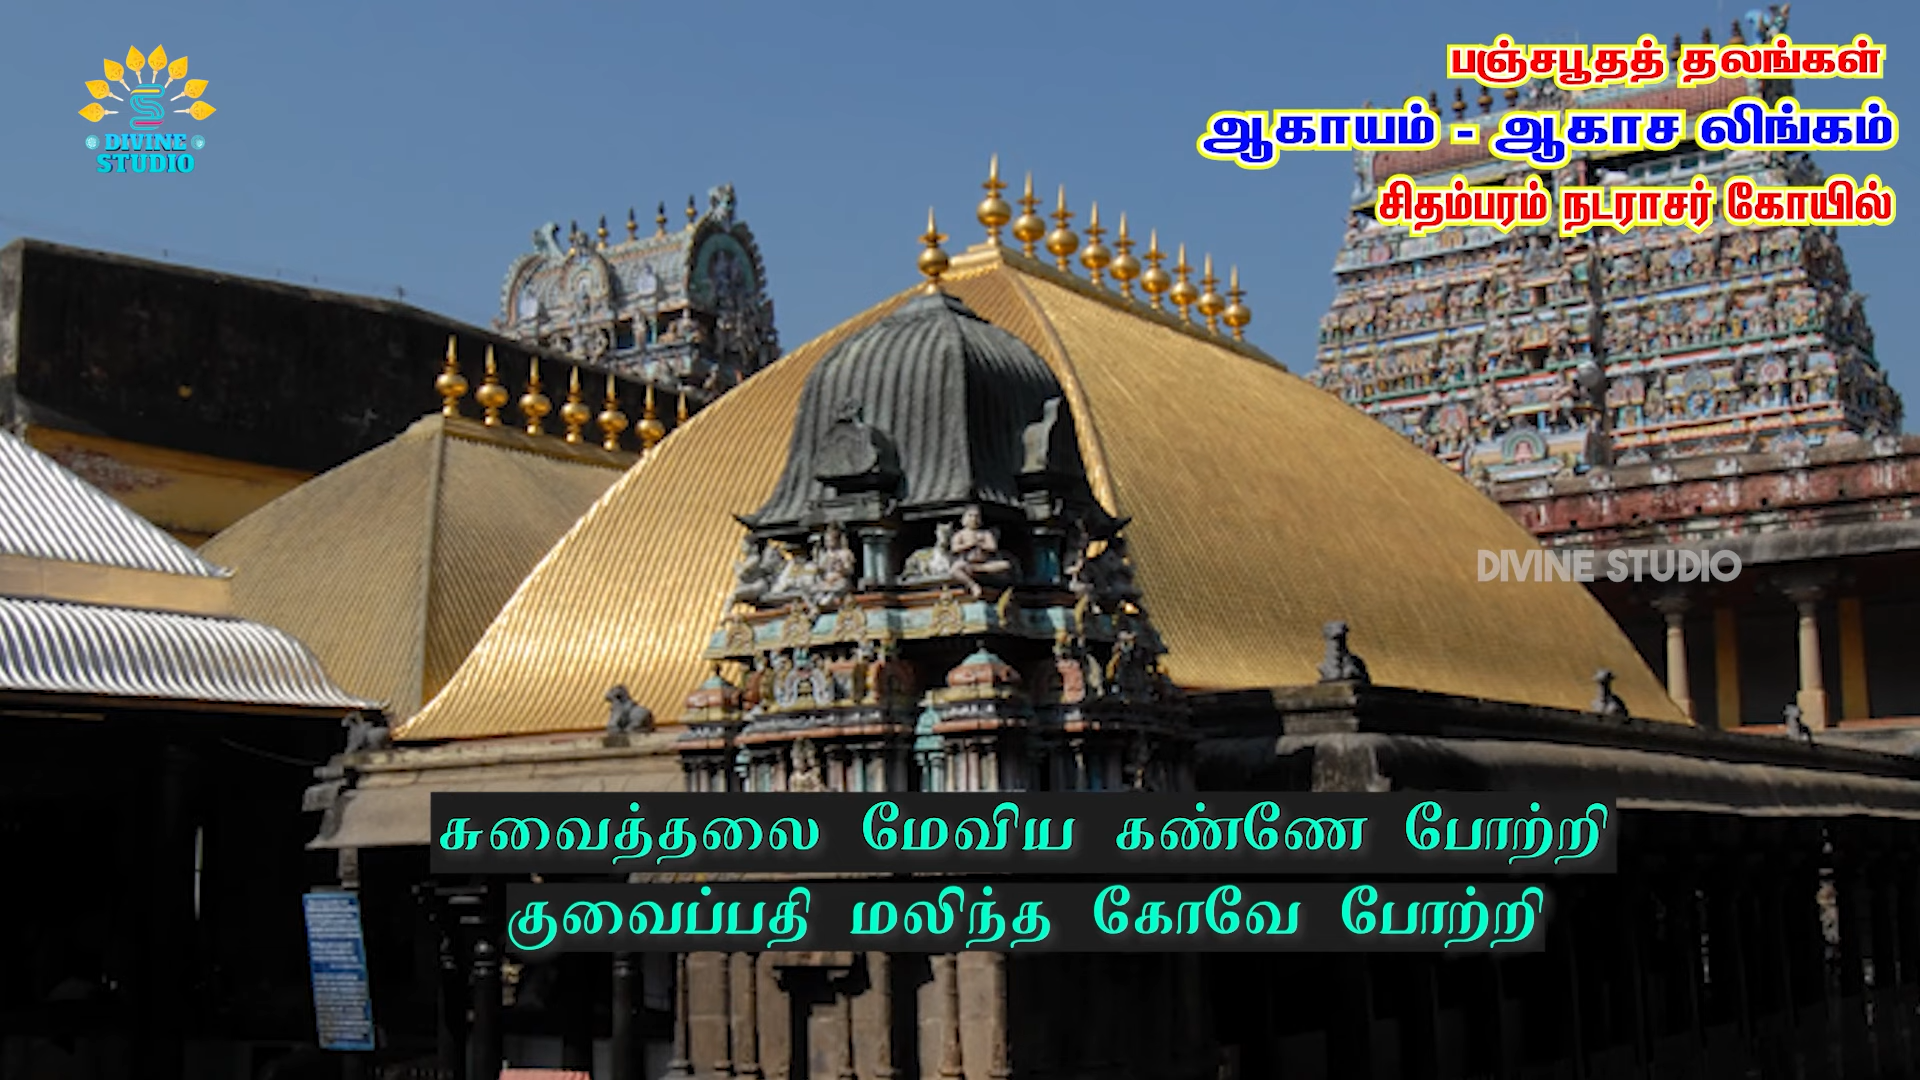 DIVINE
STUDIO
பஞ்சபூதத் தலங்கள்
ஆகாயம் - ஆகாச லிங்கம்
சிதம்பரம் நடராசர் கோயில்
DIVINE STUDIO
சுவைத்தலை மேவிய கண்ணே போற்றி
குவைப்பதி மலிந்த கோவே போற்றி